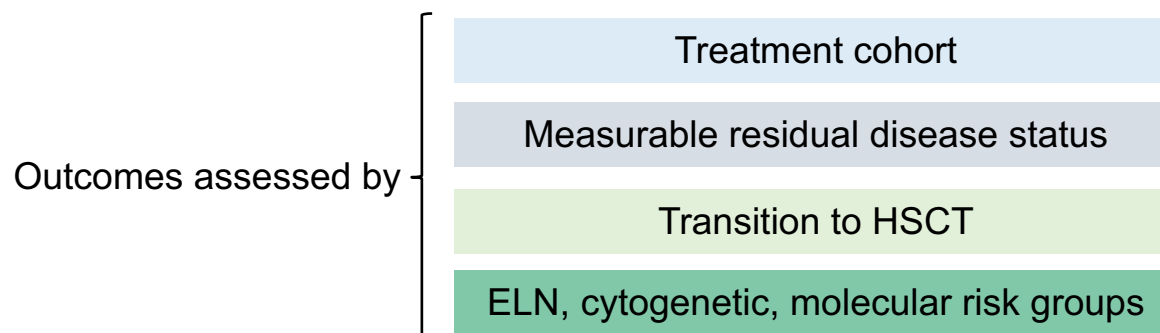 Outcomes assessed by
Treatment cohort
Measurable residual disease status
Transition to HSCT
ELN, cytogenetic, molecular risk groups